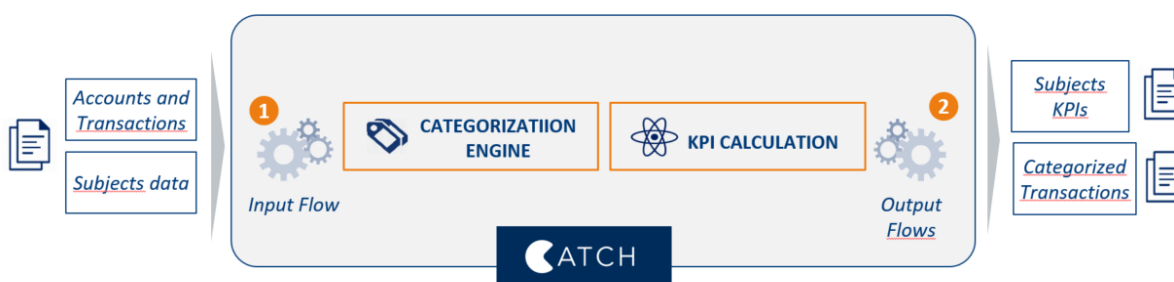 Accounts and
Transactions
Subjects data
1
Input Flow
CATEGORIZATIION
ENGINE
KPI CALCULATION
2
Output
Flows
CATCH
Subjects
KPIs
Categorized
Transactions